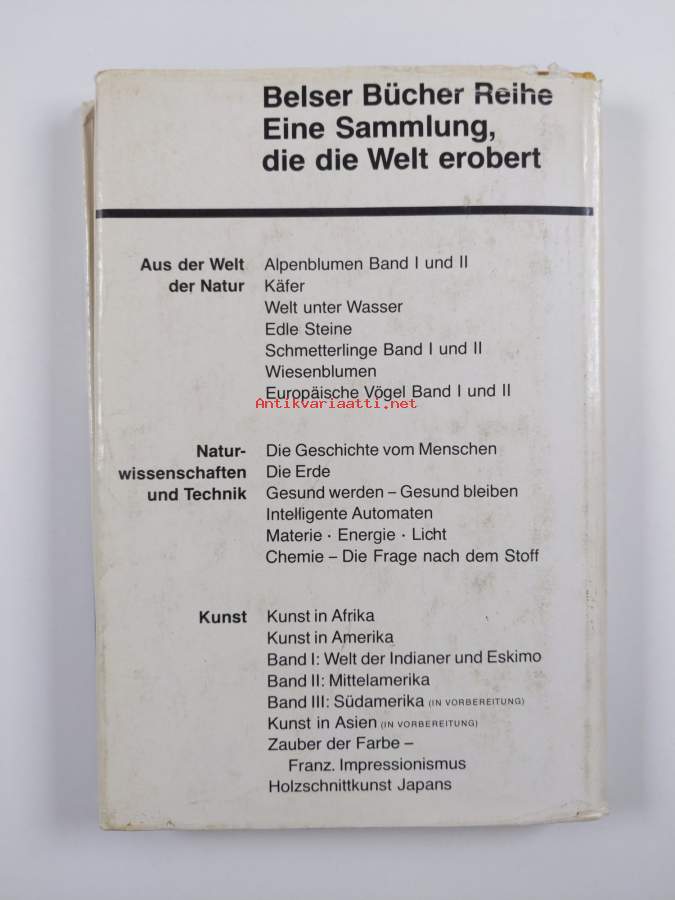 Belser Bücher Reihe
Eine Sammlung,
die die Welt erobert
Aus der Welt
der Natur
Alpenblumen Band I und II
Käfer
Welt unter Wasser
Edle Steine
Schmetterlinge Band I und II
Wiesenblumen
Europäische Vögel Band I und II
Antikvariaatti.net
Natur-
wissenschaften
und Technik
Die Geschichte vom Menschen
Die Erde
Gesund werden – Gesund bleiben
Intelligente Automaten
Materie · Energie · Licht
Chemie – Die Frage nach dem Stoff
Kunst
Kunst in Afrika
Kunst in Amerika
Band I: Welt der Indianer und Eskimo
Band II: Mittelamerika
Band III: Südamerika (IN VORBEREITUNG)
Kunst in Asien (IN VORBEREITUNG)
Zauber der Farbe –
Franz. Impressionismus
Holzschnittkunst Japans